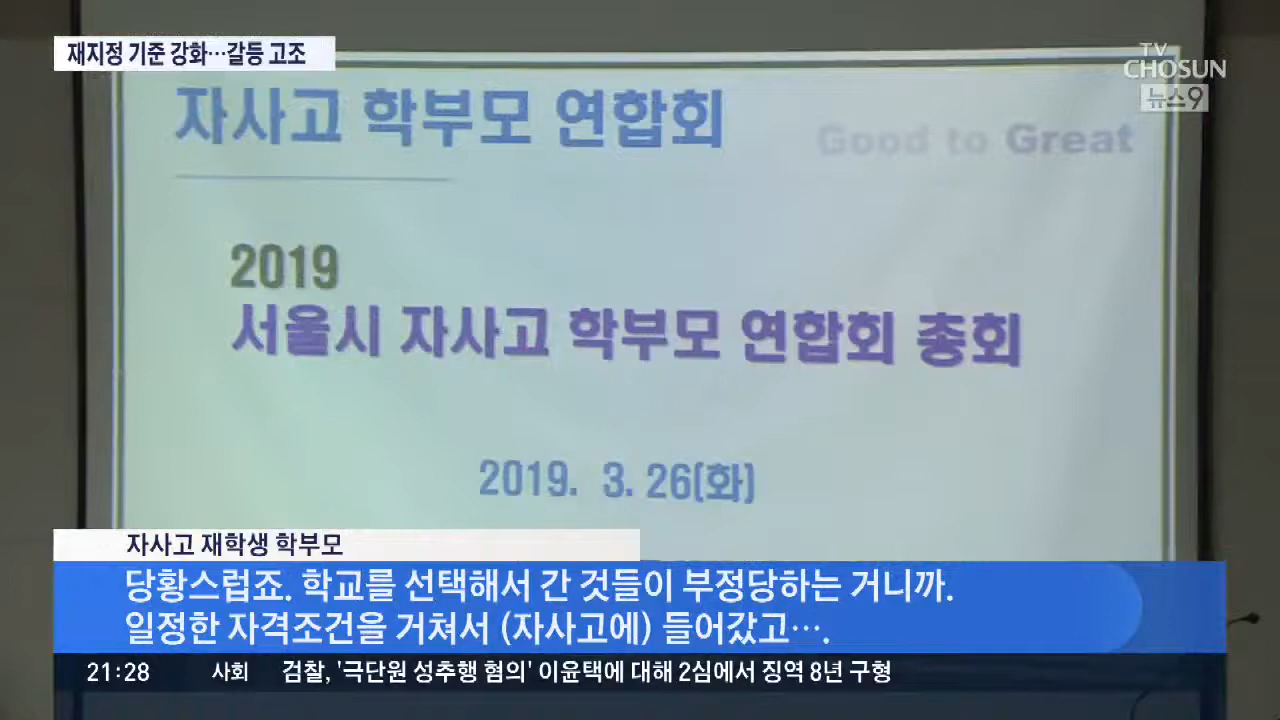 재지정 기준 강화…갈등 고조
TV
CHOSUN
뉴스9
자사고 학부모 연합회
Good to Great
2019
서울시 자사고 학부모 연합회 총회
2019. 3. 26(화)
자사고 재학생 학부모
당황스럽죠. 학교를 선택해서 간 것들이 부정당하는 거니까.
일정한 자격조건을 거쳐서 (자사고에) 들어갔고….
21:28 사회 검찰, '극단원 성추행 혐의' 이윤택에 대해 2심에서 징역 8년 구형